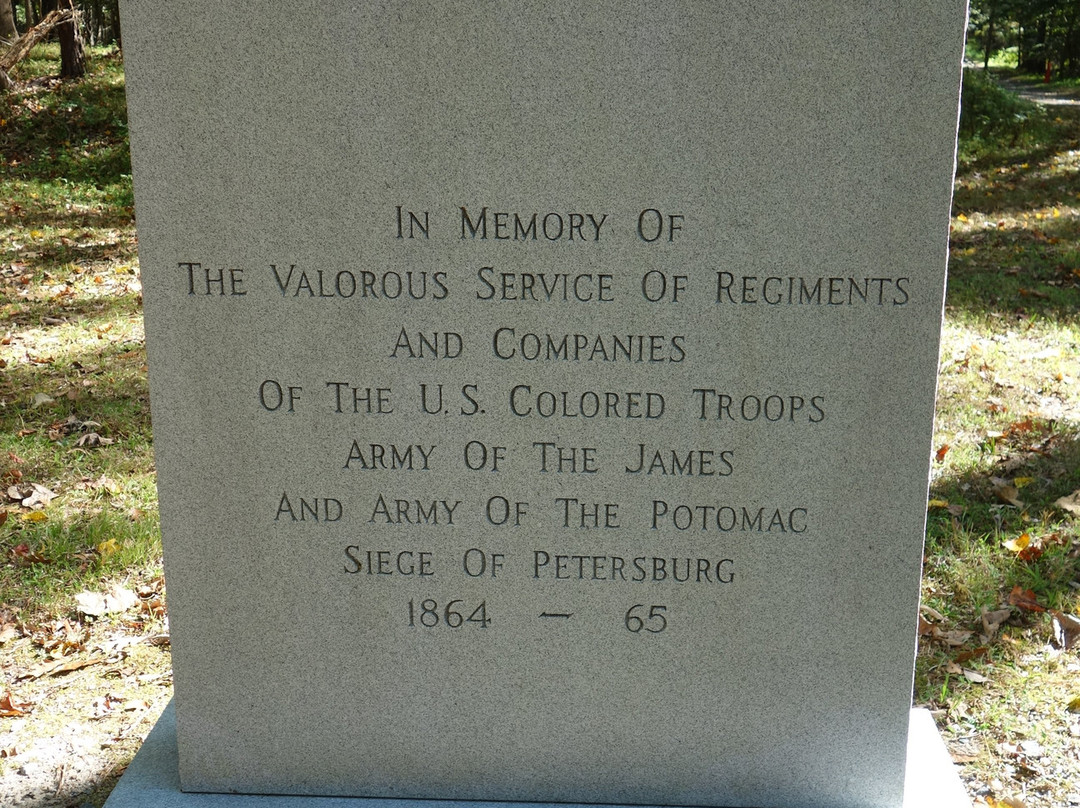 In Memory Of
The Valorous Service Of Regiments
And Companies
Of The U.S. Colored Troops
Army Of The James
And Army Of The Potomac
Siege Of Petersburg
1864 — 65